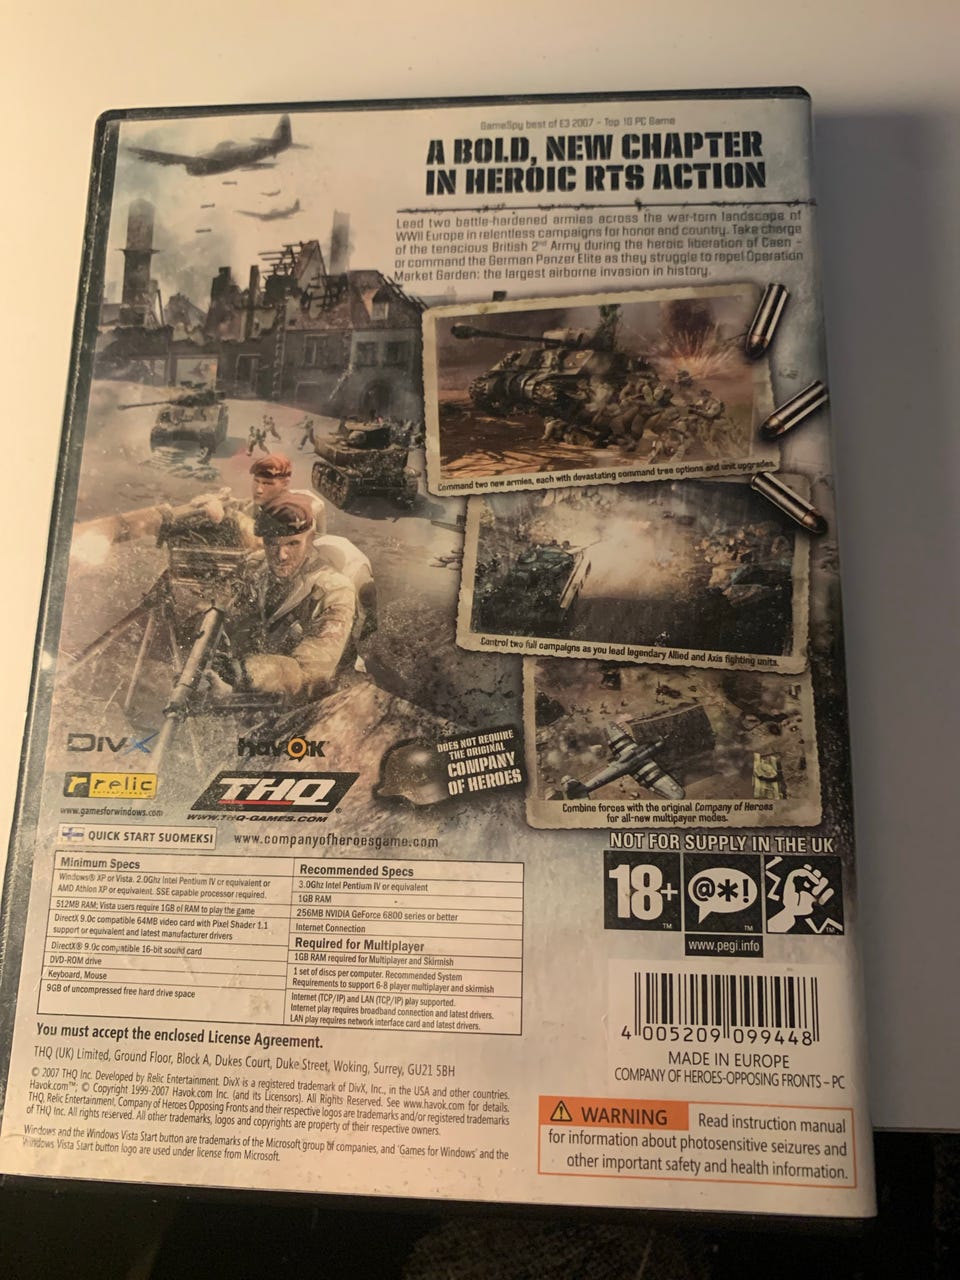 GameSpy best of E3 2007 - Top 10 PC Game
A BOLD, NEW CHAPTER
IN HEROIC RTS ACTION
Lead two battle-hardened armies across the war-torn landscape of
WWII Europe in relentless campaigns for honor and country. Take charge
of the tenacious British 2nd Army during the heroic liberation of Caen -
or command the German Panzer Elite as they struggle to repel Operation
Market Garden: the largest airborne invasion in history.
Command two new armies, each with devastating command tree options and unit upgrades.
Control two full campaigns as you lead legendary Allied and Axis fighting units.
Combine forces with the original Company of Heroes
for all-new multiplayer modes.
DOES NOT REQUIRE
THE ORIGINAL
COMPANY
OF HEROES
DIVX
havOK
relic
ENTERTAINMENT
THQ
www.gamesforwindows.com
WWW.THQ-GAMES.COM
QUICK START SUOMEKSI
www.companyofheroesgame.com
Minimum Specs
Windows® XP or Vista. 2.0Ghz Intel Pentium IV or equivalent or
AMD Athlon XP or equivalent. SSE capable processor required.
512MB RAM; Vista users require 1GB of RAM to play the game
DirectX 9.0c compatible 64MB video card with Pixel Shader 1.1
support or equivalent and latest manufacturer drivers
DirectX® 9.0c compatible 16-bit sound card
DVD-ROM drive
Keyboard, Mouse
9GB of uncompressed free hard drive space
Recommended Specs
3.0Ghz Intel Pentium IV or equivalent
1GB RAM
256MB NVIDIA GeForce 6800 series or better
Internet Connection
Required for Multiplayer
1GB RAM required for Multiplayer and Skirmish
1 set of discs per computer. Recommended System
Requirements to support 6-8 player multiplayer and skirmish
Internet (TCP/IP) and LAN (TCP/IP) play supported.
Internet play requires broadband connection and latest drivers.
LAN play requires network interface card and latest drivers.
NOT FOR SUPPLY IN THE UK
18+
@*!
TM
TM
TM
www.pegi.info
4 005209 099448
MADE IN EUROPE
COMPANY OF HEROES-OPPOSING FRONTS – PC
You must accept the enclosed License Agreement.
THQ (UK) Limited, Ground Floor, Block A, Dukes Court, Duke Street, Woking, Surrey, GU21 5BH
© 2007 THQ Inc. Developed by Relic Entertainment. DivX is a registered trademark of DivX, Inc., in the USA and other countries.
Havok.com™; © Copyright 1999-2007 Havok.com Inc. (and its Licensors). All Rights Reserved. See www.havok.com for details.
THQ, Relic Entertainment, Company of Heroes Opposing Fronts and their respective logos are trademarks and/or registered trademarks
of THQ Inc. All rights reserved. All other trademarks, logos and copyrights are property of their respective owners.
Windows and the Windows Vista Start button are trademarks of the Microsoft group of companies, and 'Games for Windows' and the
Windows Vista Start button logo are used under license from Microsoft.
WARNING Read instruction manual
for information about photosensitive seizures and
other important safety and health information.